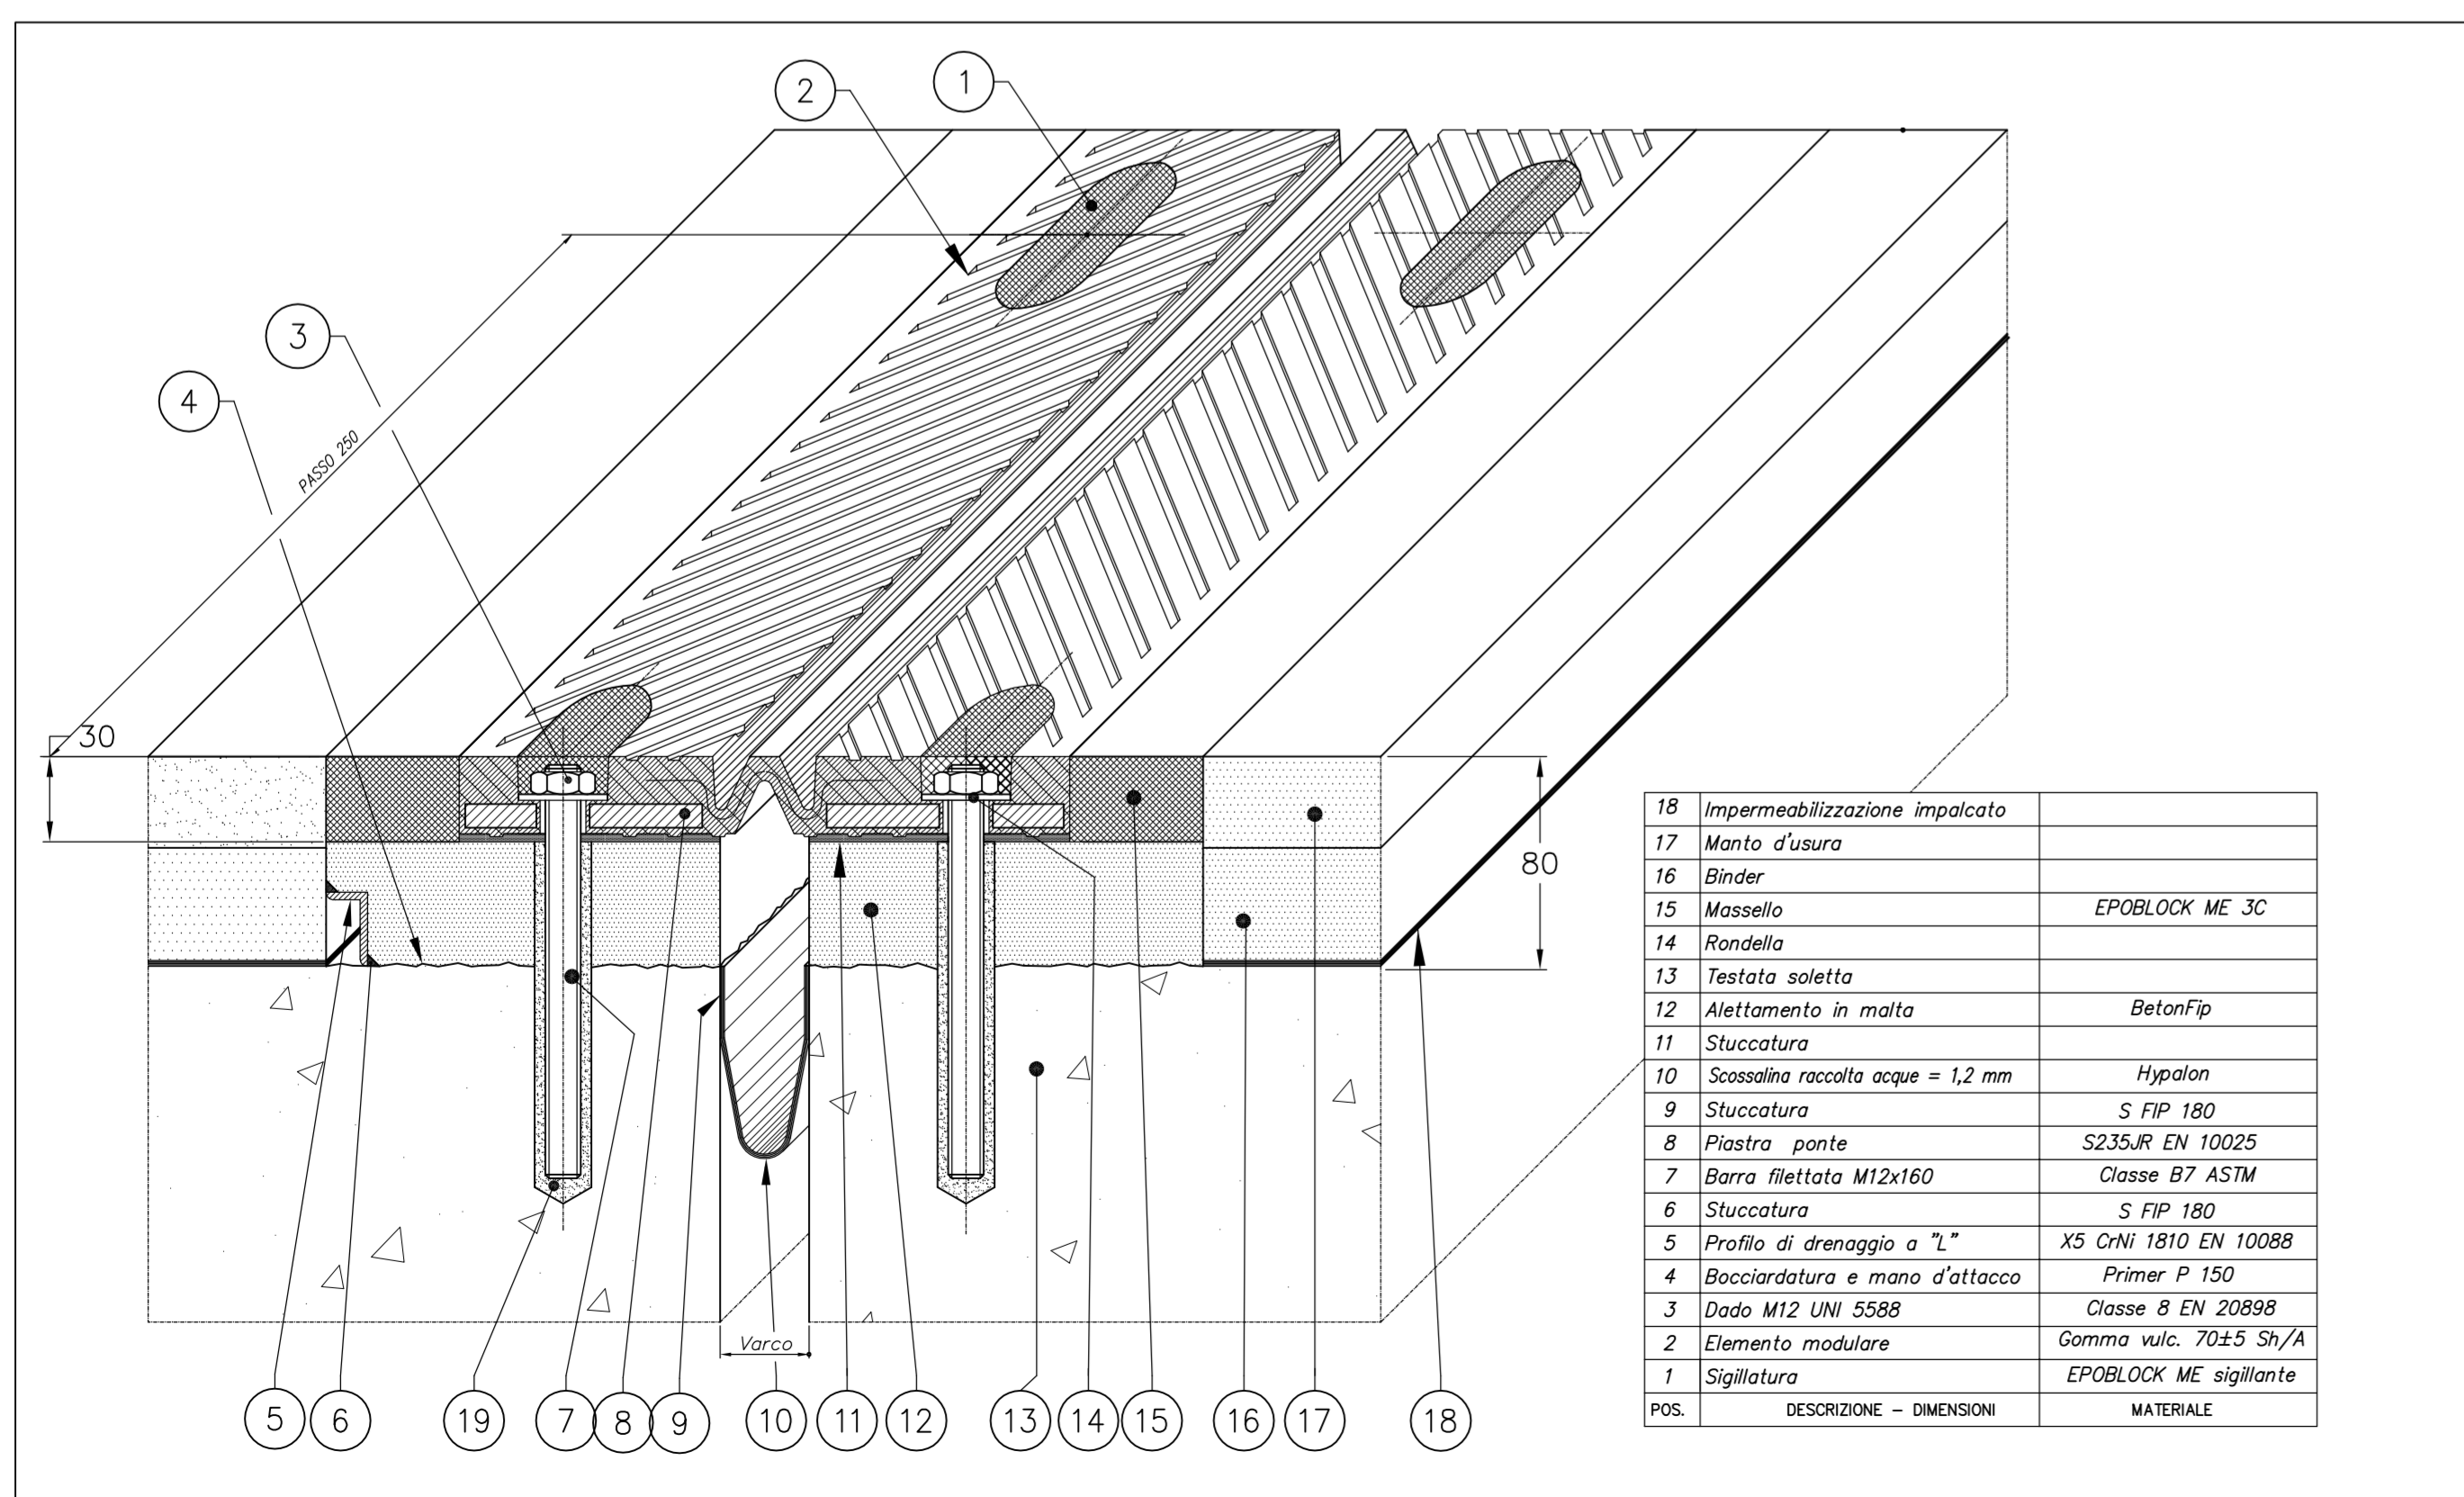 1
2
3
4
PASSO 250
30
80
18 Impermeabilizzazione impalcato
17 Manto d'usura
16 Binder
15 Massello EPOBLOCK ME 3C
14 Rondella
13 Testata soletta
12 Alettamento in malta BetonFip
11 Stuccatura
10 Scossalina raccolta acque = 1,2 mm Hypalon
9 Stuccatura S FIP 180
8 Piastra ponte S235JR EN 10025
7 Barra filettata M12x160 Classe B7 ASTM
6 Stuccatura S FIP 180
5 Profilo di drenaggio a "L" X5 CrNi 1810 EN 10088
4 Bocciardatura e mano d'attacco Primer P 150
3 Dado M12 UNI 5588 Classe 8 EN 20898
2 Elemento modulare Gomma vulc. 70±5 Sh/A
1 Sigillatura EPOBLOCK ME sigillante
POS. DESCRIZIONE – DIMENSIONI MATERIALE
Varco
5 6 19 7 8 9 10 11 12 13 14 15 16 17 18